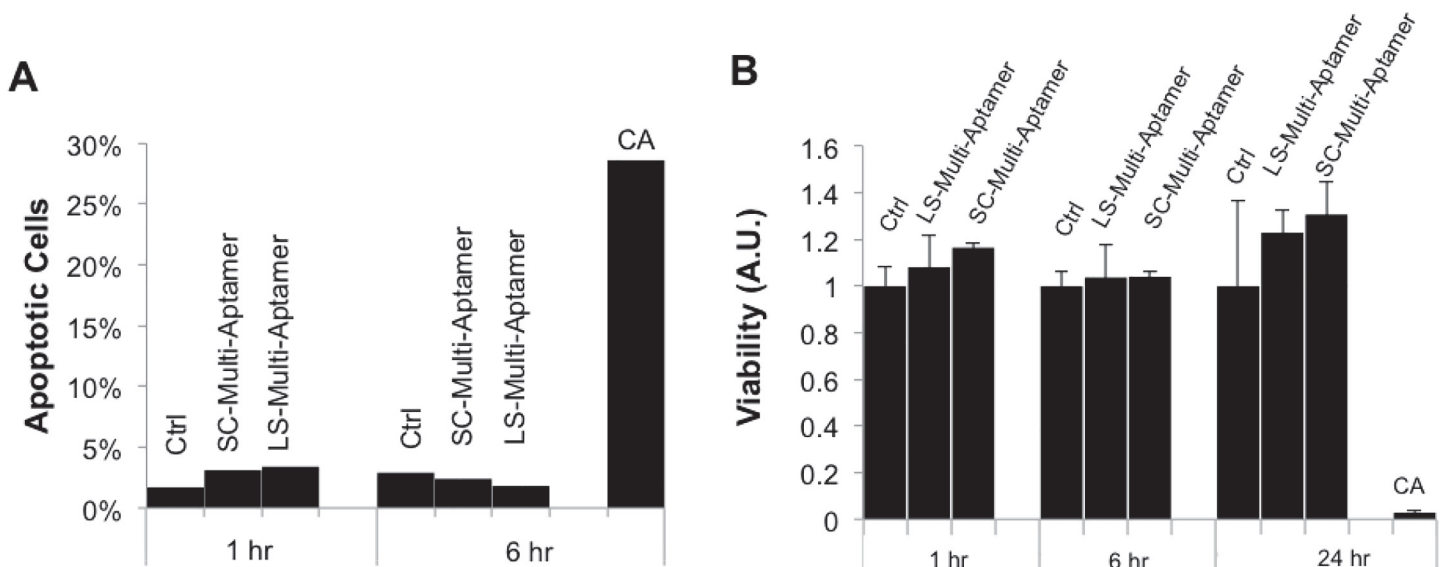 A
Apoptotic Cells
30%
25%
20%
15%
10%
5%
0%
Ctrl
SC-Multi-Aptamer
LS-Multi-Aptamer
Ctrl
SC-Multi-Aptamer
LS-Multi-Aptamer
CA
1 hr
6 hr
B
Viability (A.U.)
1.6
1.4
1.2
1
0.8
0.6
0.4
0.2
0
Ctrl
LS-Multi-Aptamer
SC-Multi-Aptamer
Ctrl
LS-Multi-Aptamer
SC-Multi-Aptamer
Ctrl
LS-Multi-Aptamer
SC-Multi-Aptamer
CA
1 hr
6 hr
24 hr